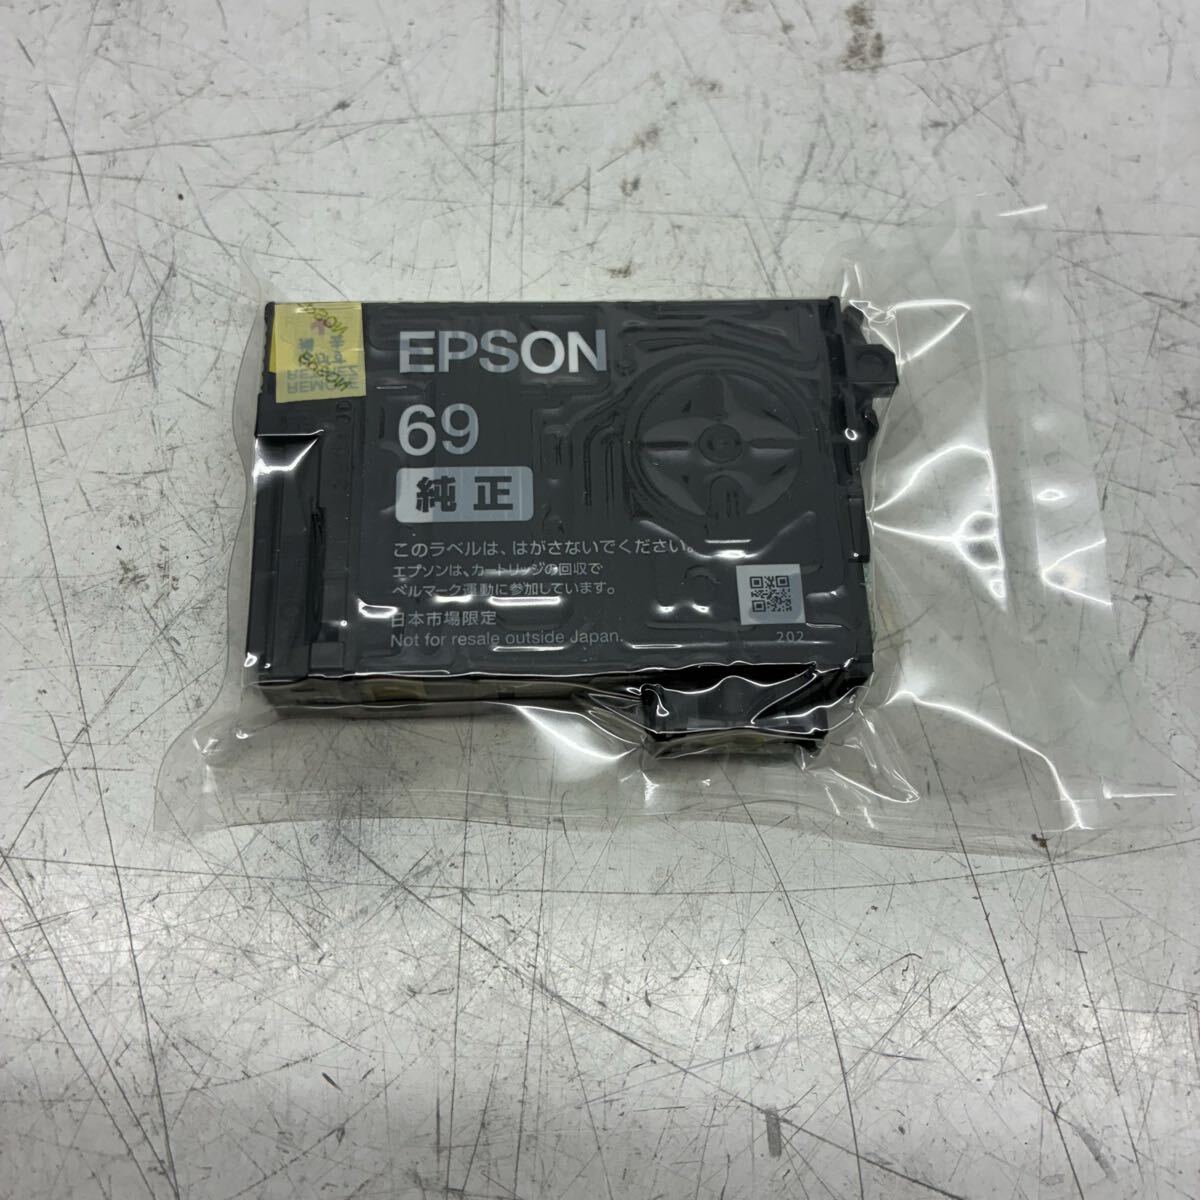 EPSON
69
純正
このラベルは、はがさないでください。
エプソンは、カートリッジの回収で
ベルマーク運動に参加しています。
日本市場限定
Not for resale outside Japan.
202